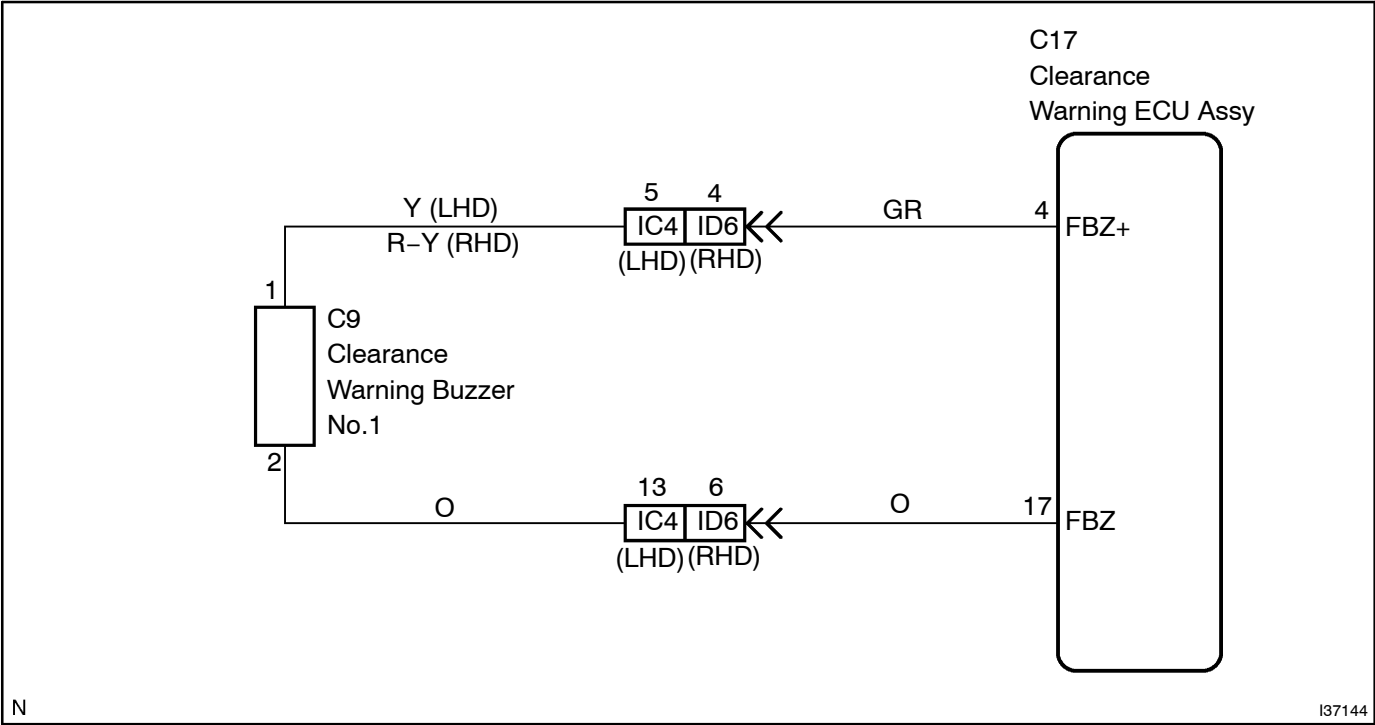 C17
Clearance
Warning ECU Assy
5 4
Y (LHD)
IC4 ID6
GR
4
FBZ+
R−Y (RHD)
(LHD) (RHD)
1
C9
Clearance
Warning Buzzer
No.1
2
13 6
O
IC4 ID6
O
17
FBZ
(LHD) (RHD)
N
I37144